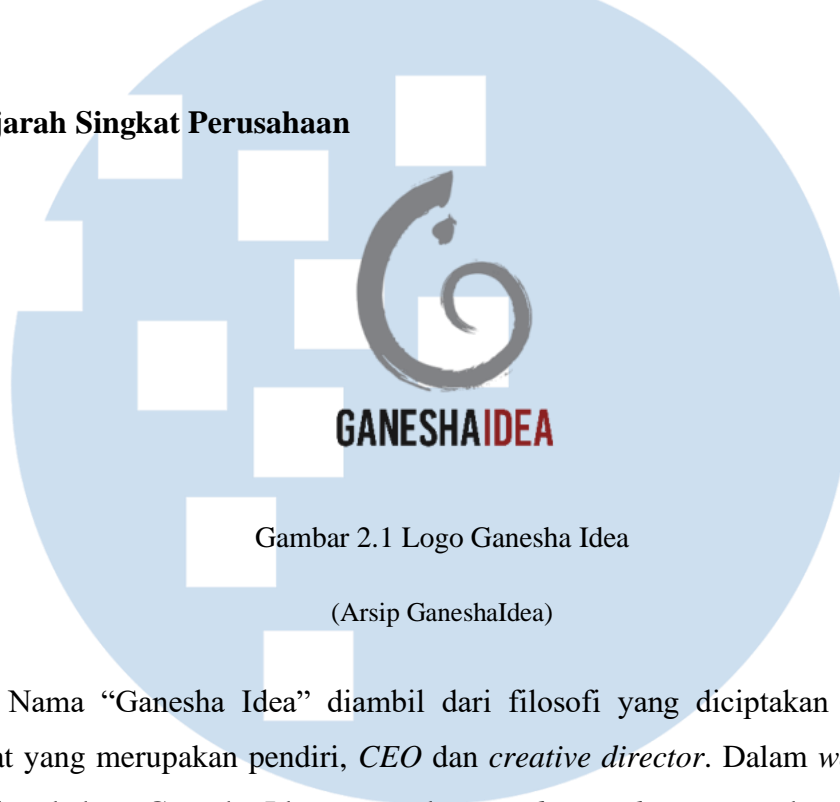 jarah Singkat Perusahaan
GANESHAIDEA
Gambar 2.1 Logo Ganesha Idea
(Arsip GaneshaIdea)
Nama “Ganesha Idea” diambil dari filosofi yang diciptakan
at yang merupakan pendiri, CEO dan creative director. Dalam w